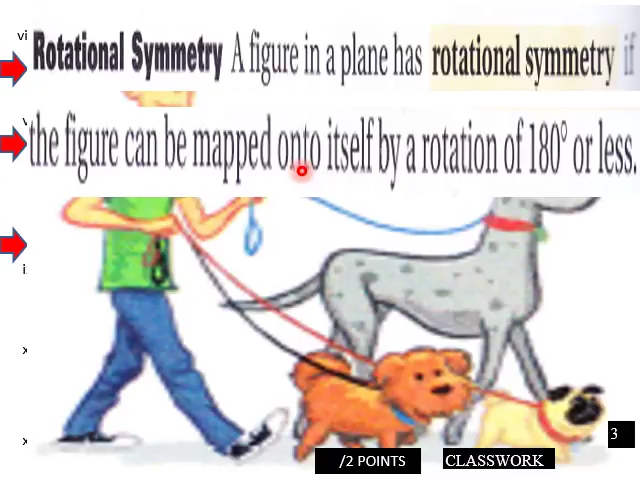 vi
Rotational Symmetry A figure in a plane has rotational symmetry if
the figure can be mapped onto itself by a rotation of 180° or less.
i
x
x
3
/2 POINTS
CLASSWORK